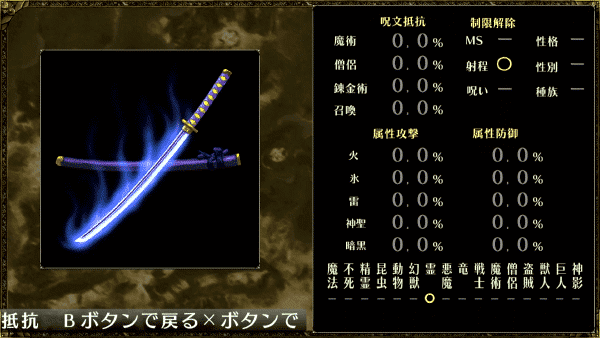 呪文抵抗 制限解除
魔術 0.0% MS — 性格 —
僧侶 0.0% 射程 ○ 性別 —
錬金術 0.0% 呪い — 種族 —
召喚 0.0%
属性攻撃 属性防御
火 0.0% 0.0%
氷 0.0% 0.0%
雷 0.0% 0.0%
神聖 0.0% 0.0%
暗黒 0.0% 0.0%
魔法 不死 精霊 昆虫 動物 幻獣 霊 悪魔 竜 戦士 魔術 僧侶 盗賊 獣人 巨人 神影
— — — — — — ○ — — — — — — — — —
抵抗 Bボタンで戻る×ボタンで